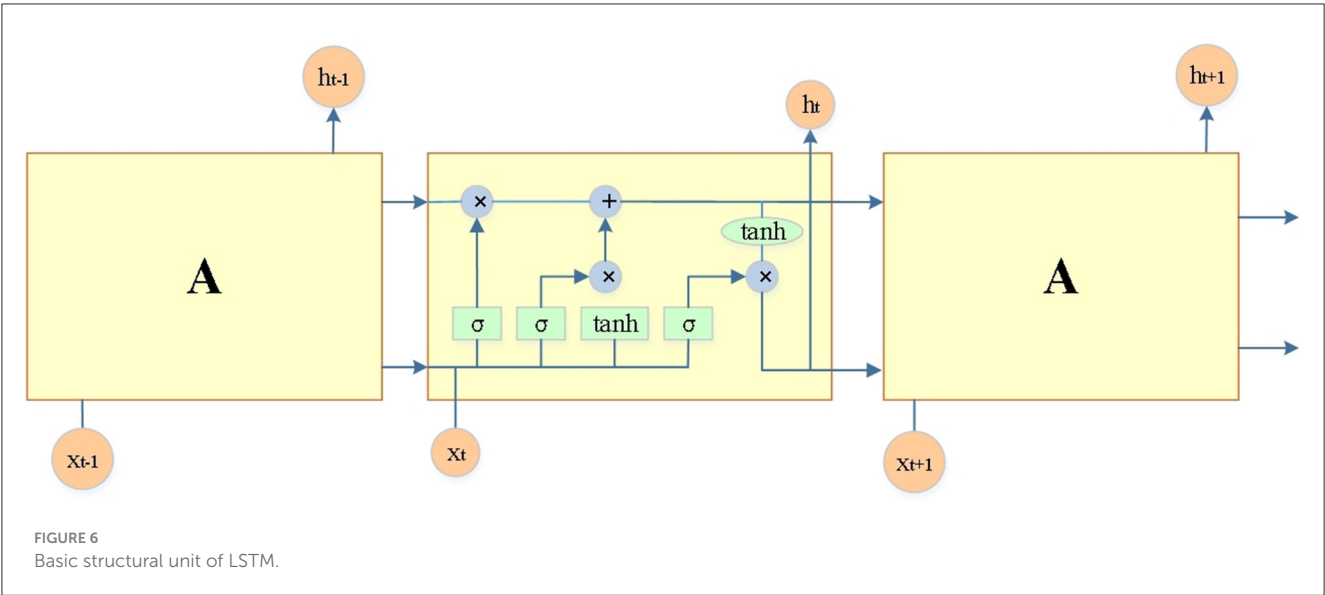 ht-1
ht
ht+1
× +
tanh
A × × A
σ σ tanh σ
Xt-1 Xt Xt+1
FIGURE 6
Basic structural unit of LSTM.